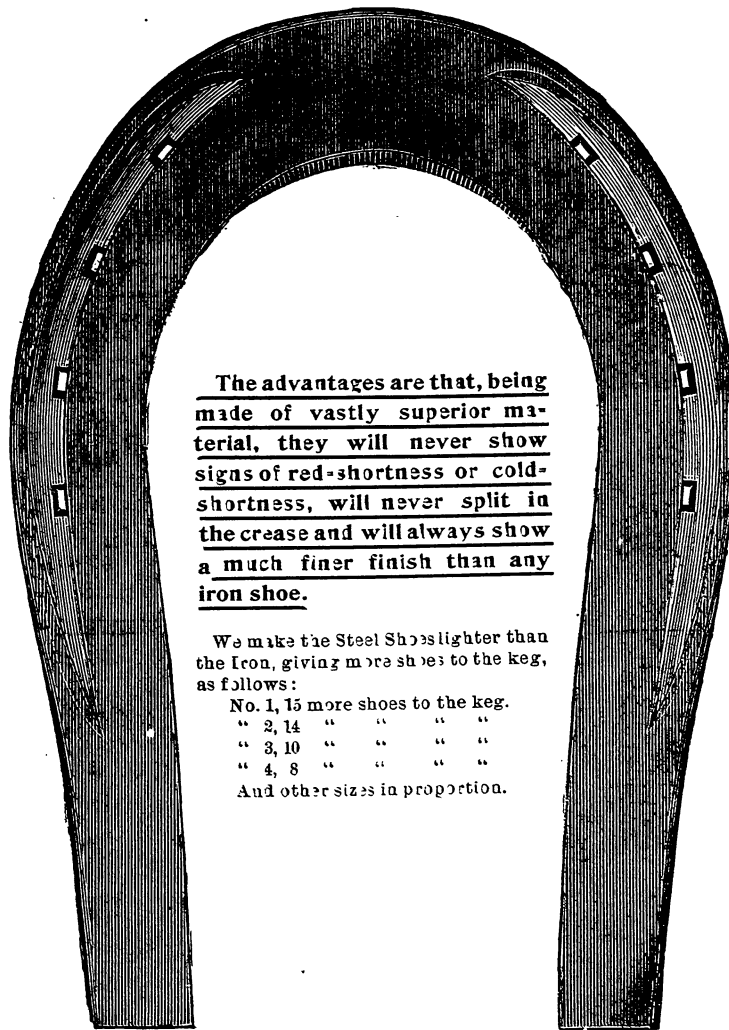 The advantages are that, being
made of vastly superior ma-
terial, they will never show
signs of red-shortness or cold-
shortness, will never split in
the crease and will always show
a much finer finish than any
iron shoe.
We make the Steel Shoes lighter than
the Iron, giving more shoes to the keg,
as follows:
No. 1, 15 more shoes to the keg.
“ 2, 14 “ “ “ “
“ 3, 10 “ “ “ “
“ 4, 8 “ “ “ “
And other sizes in proportion.